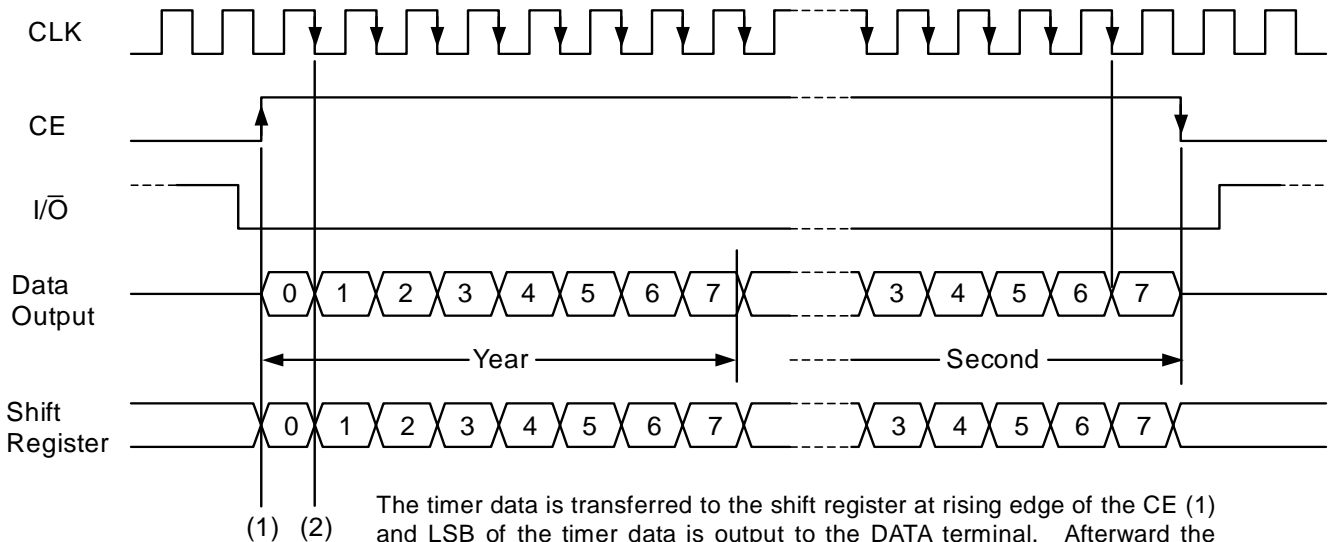 CLK
CE
I/O̅
Data
Output
0 1 2 3 4 5 6 7 3 4 5 6 7
Year Second
Shift
Register
0 1 2 3 4 5 6 7 3 4 5 6 7
(1) (2)
The timer data is transferred to the shift register at rising edge of the CE (1)
and LSB of the timer data is output to the DATA terminal. Afterward the